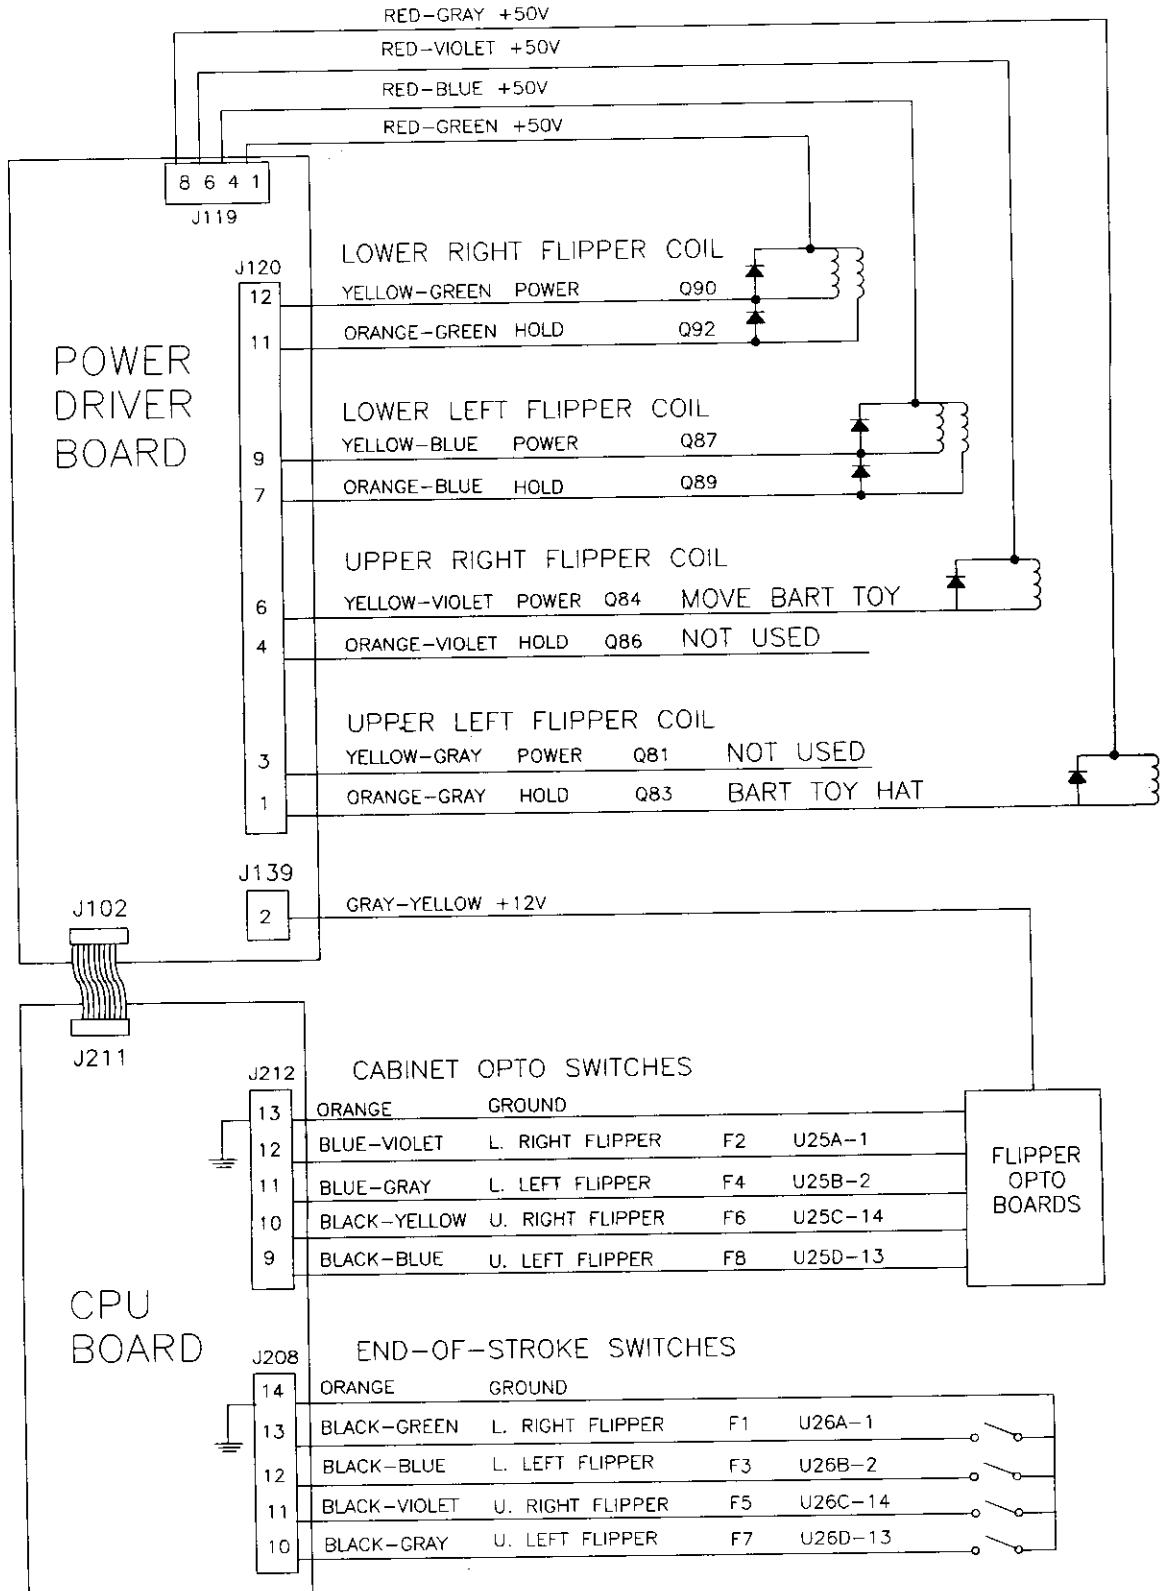 RED-GRAY +50V
RED-VIOLET +50V
RED-BLUE +50V
RED-GREEN +50V
8 6 4 1
J119
J120
LOWER RIGHT FLIPPER COIL
12 YELLOW-GREEN POWER Q90
11 ORANGE-GREEN HOLD Q92
POWER
DRIVER
BOARD
LOWER LEFT FLIPPER COIL
9 YELLOW-BLUE POWER Q87
7 ORANGE-BLUE HOLD Q89
UPPER RIGHT FLIPPER COIL
6 YELLOW-VIOLET POWER Q84 MOVE BART TOY
4 ORANGE-VIOLET HOLD Q86 NOT USED
UPPER LEFT FLIPPER COIL
3 YELLOW-GRAY POWER Q81 NOT USED
1 ORANGE-GRAY HOLD Q83 BART TOY HAT
J139
2 GRAY-YELLOW +12V
J102
J211
J212
CABINET OPTO SWITCHES
13 ORANGE GROUND
12 BLUE-VIOLET L. RIGHT FLIPPER F2 U25A-1
11 BLUE-GRAY L. LEFT FLIPPER F4 U25B-2
10 BLACK-YELLOW U. RIGHT FLIPPER F6 U25C-14
9 BLACK-BLUE U. LEFT FLIPPER F8 U25D-13
FLIPPER
OPTO
BOARDS
CPU
BOARD
J208
END-OF-STROKE SWITCHES
14 ORANGE GROUND
13 BLACK-GREEN L. RIGHT FLIPPER F1 U26A-1
12 BLACK-BLUE L. LEFT FLIPPER F3 U26B-2
11 BLACK-VIOLET U. RIGHT FLIPPER F5 U26C-14
10 BLACK-GRAY U. LEFT FLIPPER F7 U26D-13